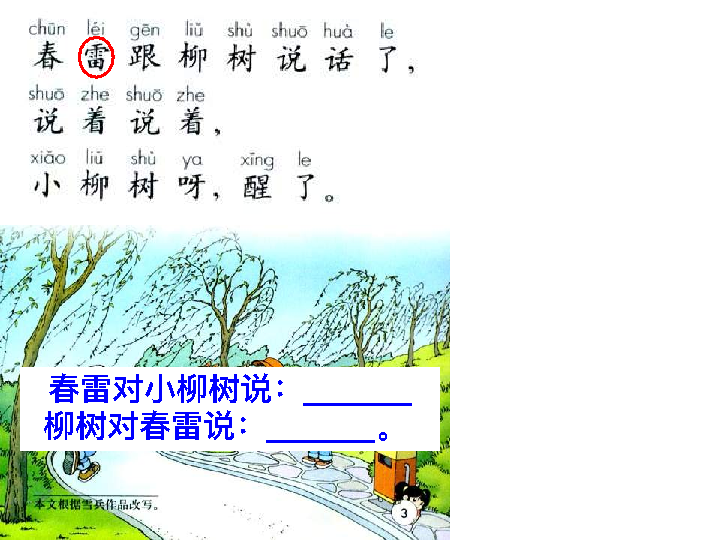 chūn léi gēn liǔ shù shuō huà le
春雷跟柳树说话了，
shuō zhe shuō zhe
说着说着，
xiǎo liǔ shù ya xǐng le
小柳树呀，醒了。
春雷对小柳树说：_______
柳树对春雷说：_______。
本文根据雪兵作品改写。
3